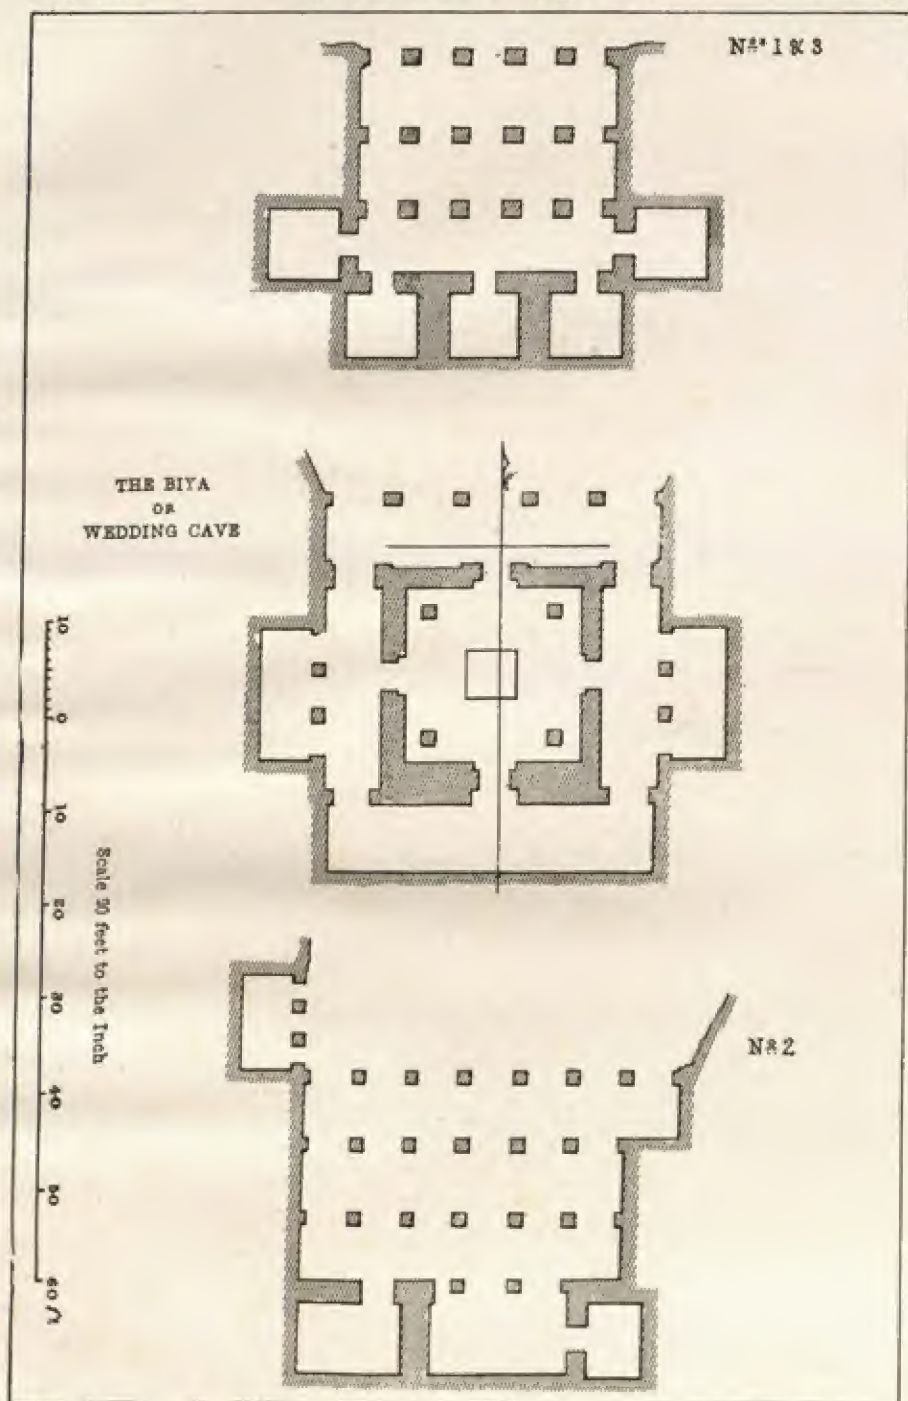 Nos. 1 & 3
THE BIYA
OR
WEDDING CAVE
10 0 10 20 30 40 50 60
Scale feet to the Inch
No. 2